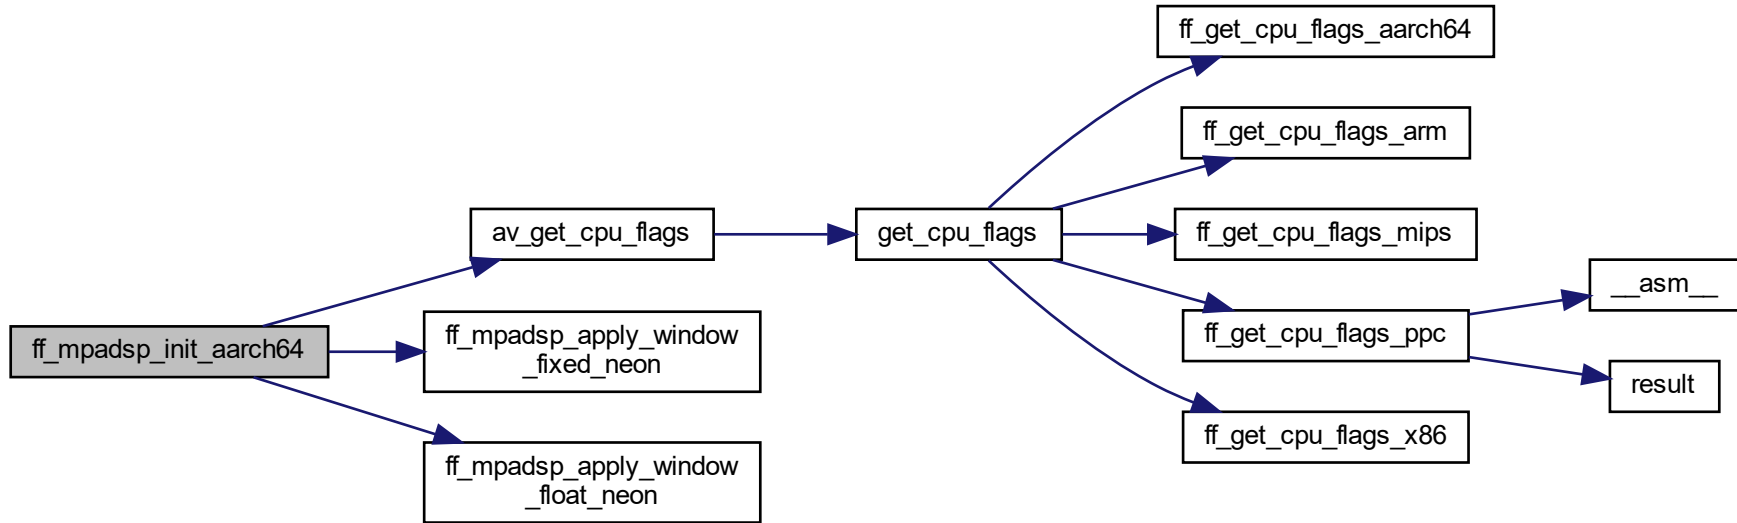 ff_get_cpu_flags_aarch64
ff_get_cpu_flags_arm
av_get_cpu_flags
get_cpu_flags
ff_get_cpu_flags_mips
__asm__
ff_mpadsp_init_aarch64
ff_mpadsp_apply_window
_fixed_neon
ff_get_cpu_flags_ppc
result
ff_get_cpu_flags_x86
ff_mpadsp_apply_window
_float_neon